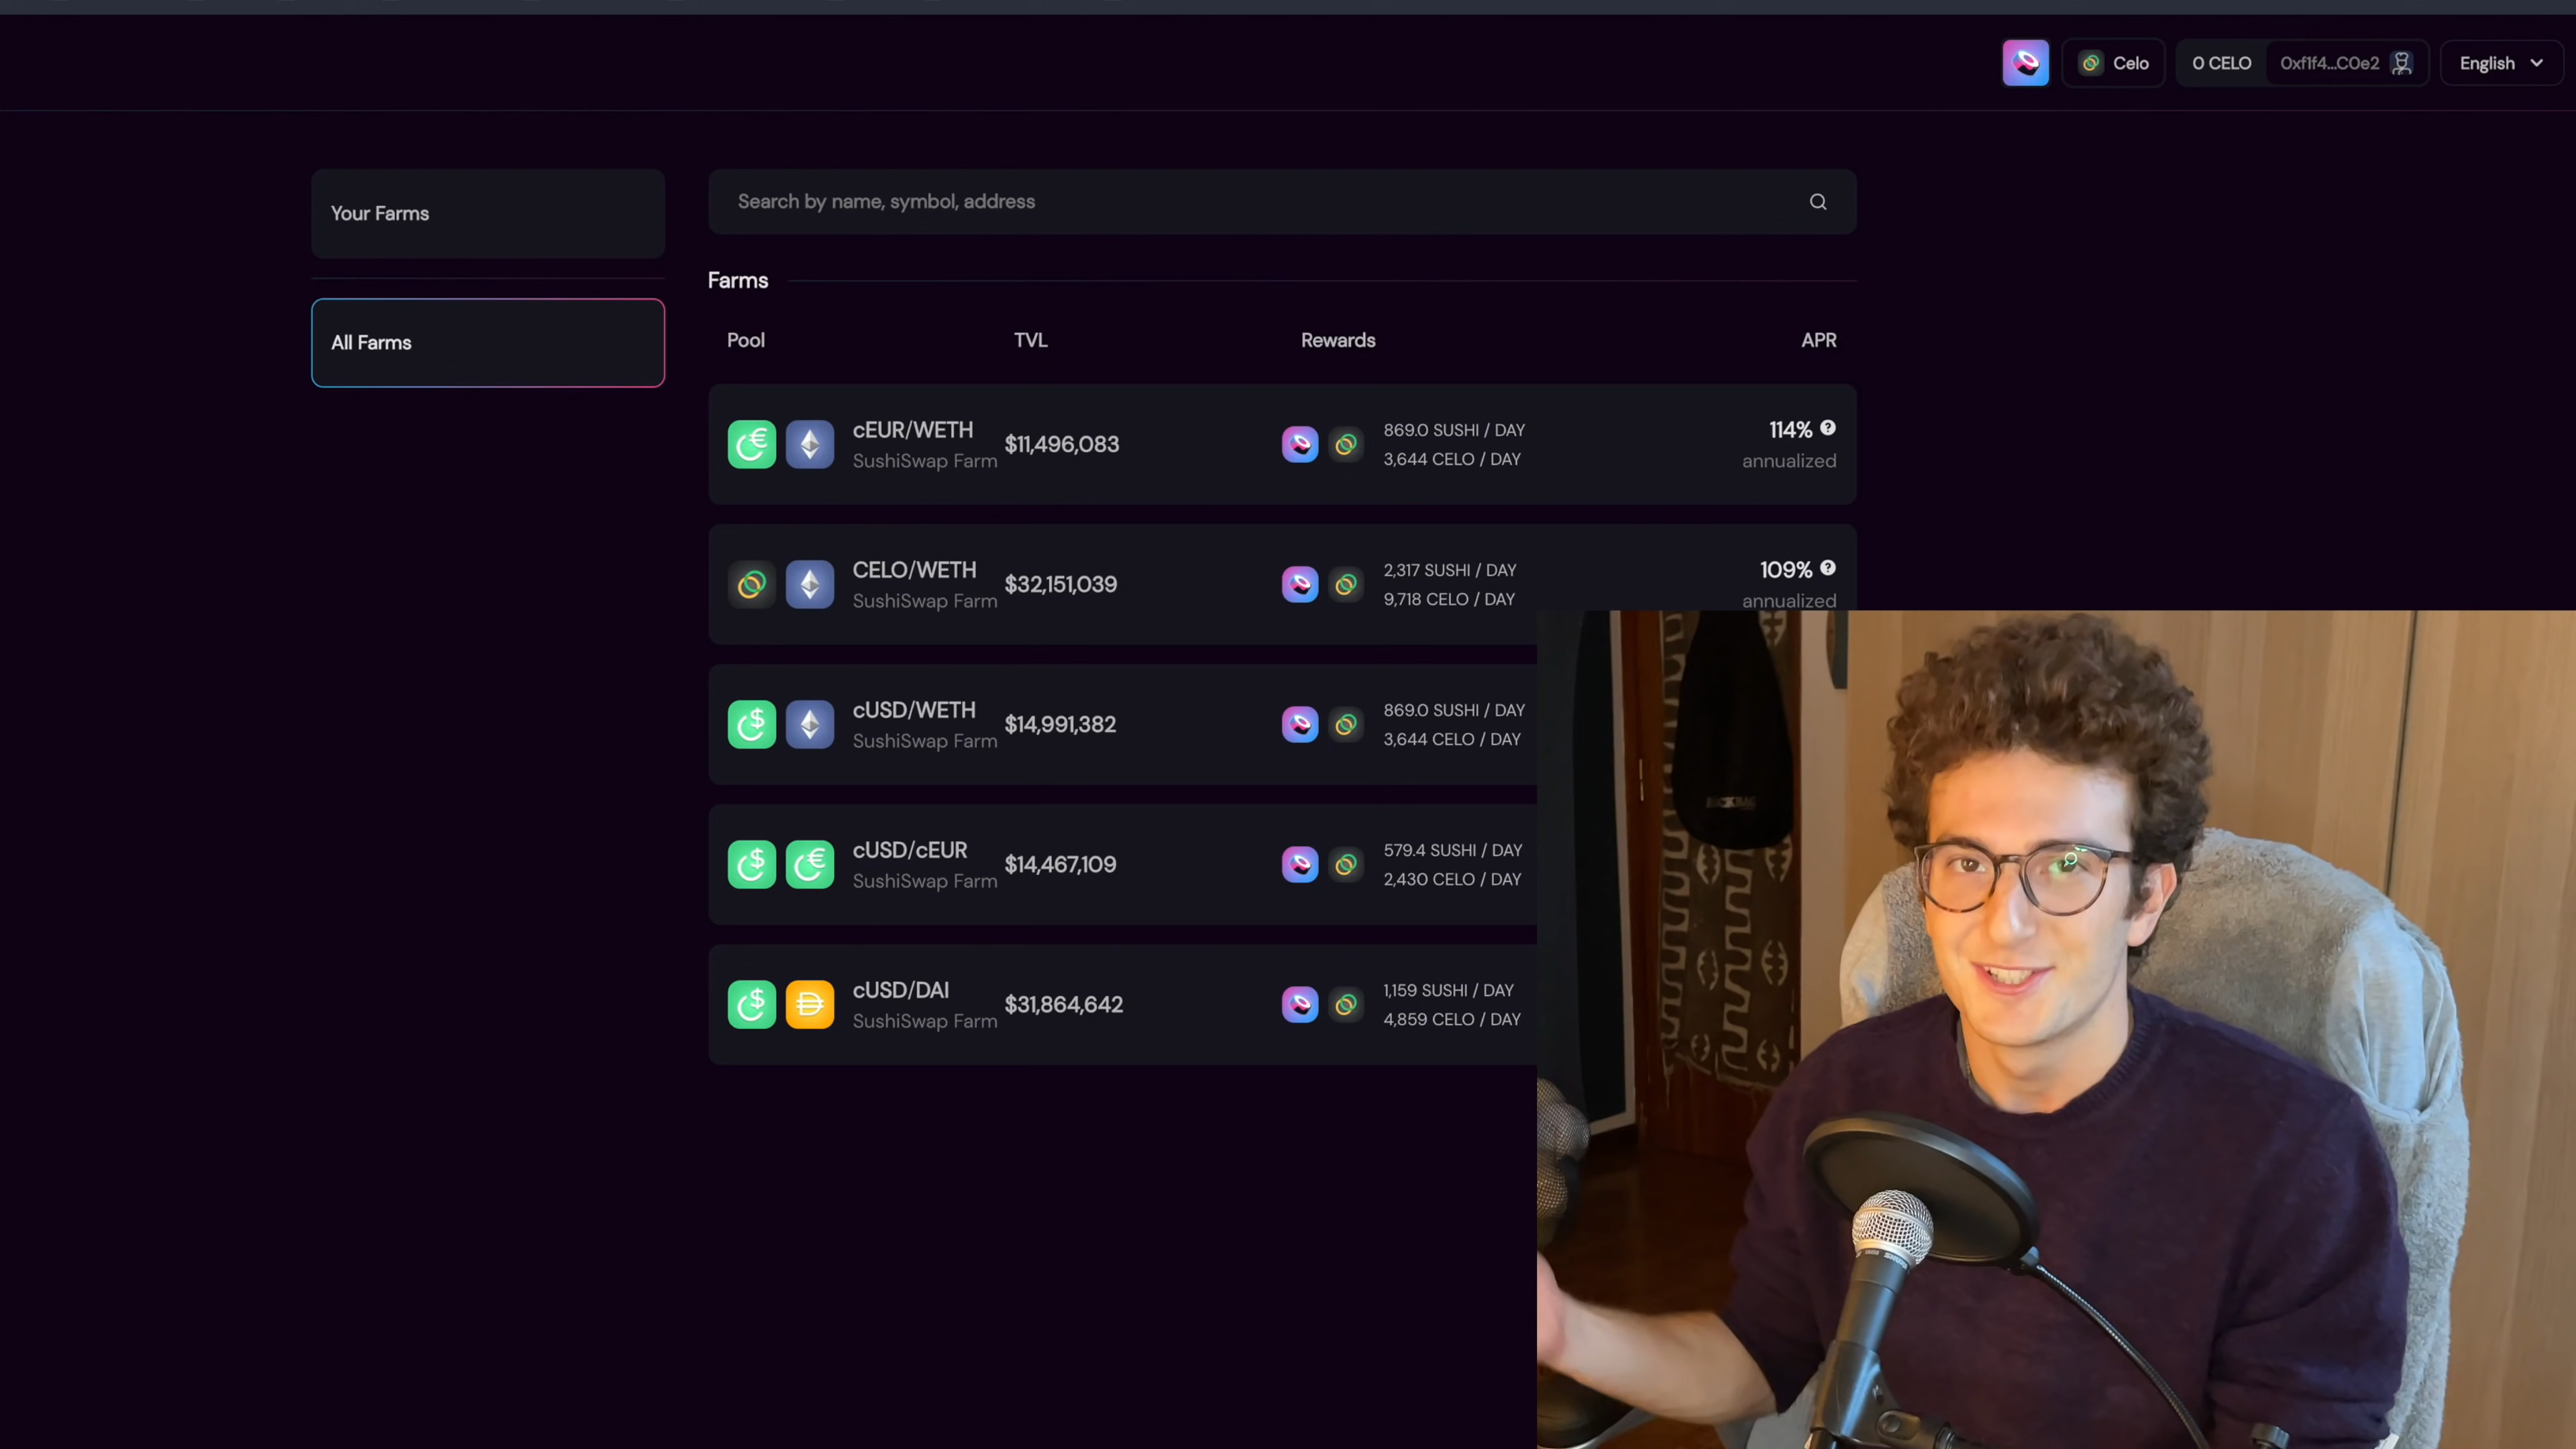 Celo
0 CELO
0xf1f4...C0e2
English
Your Farms
All Farms
Search by name, symbol, address
Farms
Pool
TVL
Rewards
APR
cEUR/WETH
SushiSwap Farm
$11,496,083
869.0 SUSHI / DAY
3,644 CELO / DAY
114%
annualized
CELO/WETH
SushiSwap Farm
$32,151,039
2,317 SUSHI / DAY
9,718 CELO / DAY
109%
annualized
cUSD/WETH
SushiSwap Farm
$14,991,382
869.0 SUSHI / DAY
3,644 CELO / DAY
cUSD/cEUR
SushiSwap Farm
$14,467,109
579.4 SUSHI / DAY
2,430 CELO / DAY
cUSD/DAI
SushiSwap Farm
$31,864,642
1,159 SUSHI / DAY
4,859 CELO / DAY